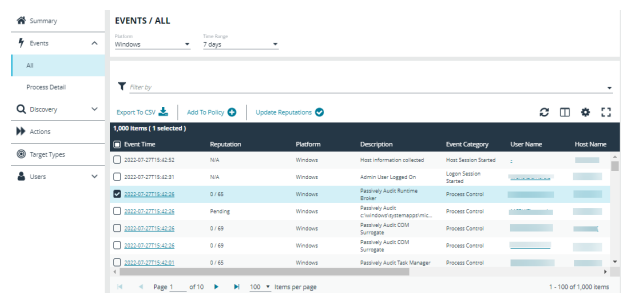 Summary
Events
All
Process Detail
Discovery
Actions
Target Types
Users
EVENTS / ALL
Platform
Time Range
Windows
7 days
Filter by:
Export To CSV
Add To Policy
Update Reputations
1,000 Items ( 1 selected )
Event Time Reputation Platform Description Event Category User Name Host Name
2022-07-27T15:42:52 N/A Windows Host information collected Host Session Started
2022-07-27T15:42:31 N/A Windows Admin User Logged On Logon Session Started
2022-07-27T15:42:26 0 / 65 Windows Passively Audit Runtime Broker Process Control
2022-07-27T15:42:26 Pending Windows Passively Audit c:\windows\systemapps\mic... Process Control
2022-07-27T15:42:26 0 / 69 Windows Passively Audit COM Surrogate Process Control
2022-07-27T15:42:26 0 / 69 Windows Passively Audit COM Surrogate Process Control
2022-07-27T15:42:01 0 / 65 Windows Passively Audit Task Manager Process Control
Page 1 of 10 100 Items per page 1 - 100 of 1,000 items